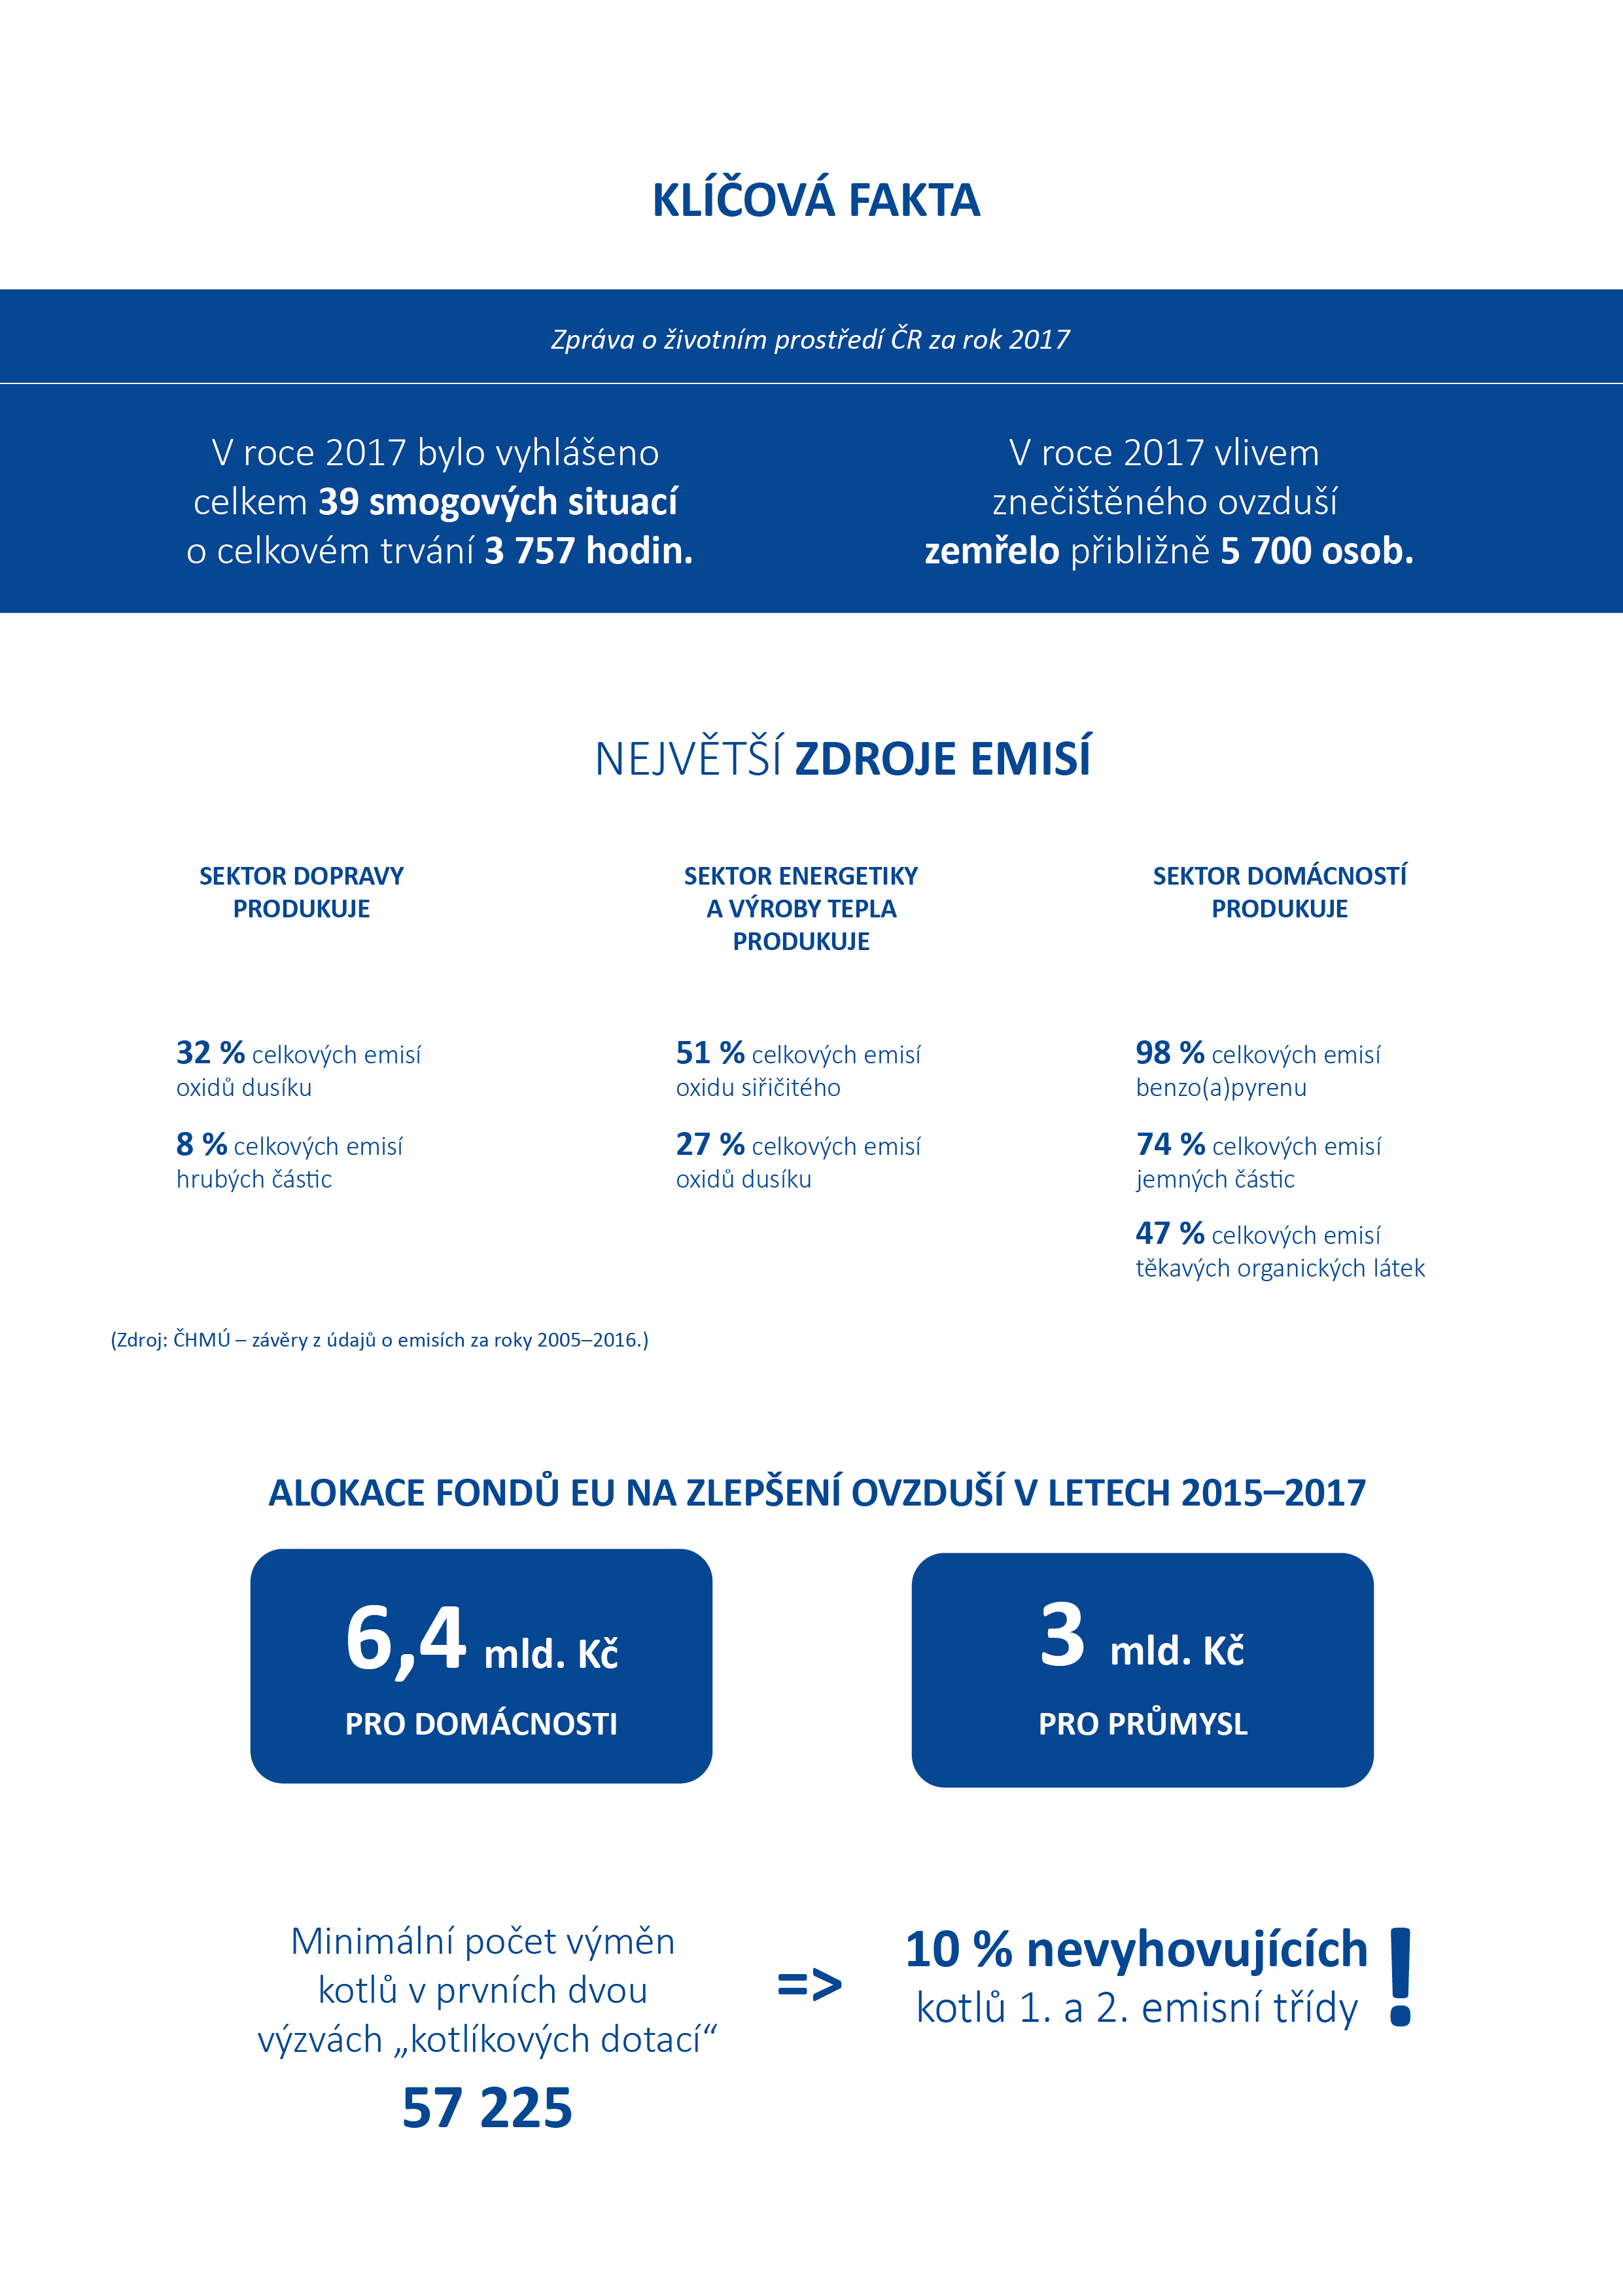 KLÍČOVÁ FAKTA
Zpráva o životním prostředí ČR za rok 2017
V roce 2017 bylo vyhlášeno
celkem 39 smogových situací
o celkovém trvání 3 757 hodin.
V roce 2017 vlivem
znečištěného ovzduší
zemřelo přibližně 5 700 osob.
NEJVĚTŠÍ ZDROJE EMISÍ
SEKTOR DOPRAVY
PRODUKUJE
32 % celkových emisí
oxidů dusíku
8 % celkových emisí
hrubých částic
SEKTOR ENERGETIKY
A VÝROBY TEPLA
PRODUKUJE
51 % celkových emisí
oxidu siřičitého
27 % celkových emisí
oxidů dusíku
SEKTOR DOMÁCNOSTÍ
PRODUKUJE
98 % celkových emisí
benzo(a)pyrenu
74 % celkových emisí
jemných částic
47 % celkových emisí
těkavých organických látek
(Zdroj: ČHMÚ – závěry z údajů o emisích za roky 2005–2016.)
ALOKACE FONDŮ EU NA ZLEPŠENÍ OVZDUŠÍ V LETECH 2015–2017
6,4 mld. Kč
PRO DOMÁCNOSTI
3 mld. Kč
PRO PRŮMYSL
Minimální počet výměn
kotlů v prvních dvou
výzvách „kotlíkových dotací“
57 225
=>
10 % nevyhovujících
kotlů 1. a 2. emisní třídy
!